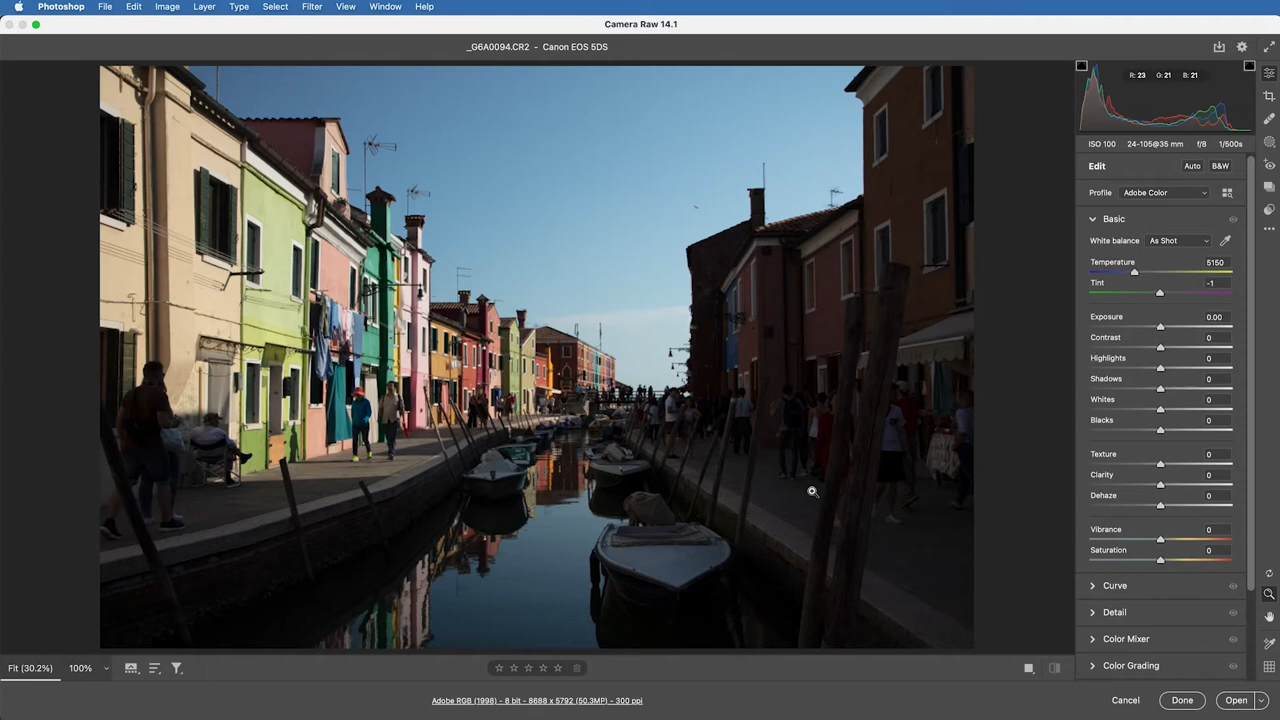 Photoshop File Edit Image Layer Type Select Filter View Window Help
Camera Raw 14.1
_G6A0094.CR2 - Canon EOS 5DS
R: 23 G: 21 B: 21
ISO 100 24-105@35 mm f/8 1/500s
Edit Auto B&W
Profile Adobe Color
Basic
White balance As Shot
Temperature 5150
Tint -1
Exposure 0.00
Contrast 0
Highlights 0
Shadows 0
Whites 0
Blacks 0
Texture 0
Clarity 0
Dehaze 0
Vibrance 0
Saturation 0
Curve
Detail
Color Mixer
Color Grading
Fit (30.2%) 100%
Adobe RGB (1998) - 8 bit - 8668 x 5792 (50.3MP) - 300 ppi
Cancel Done Open